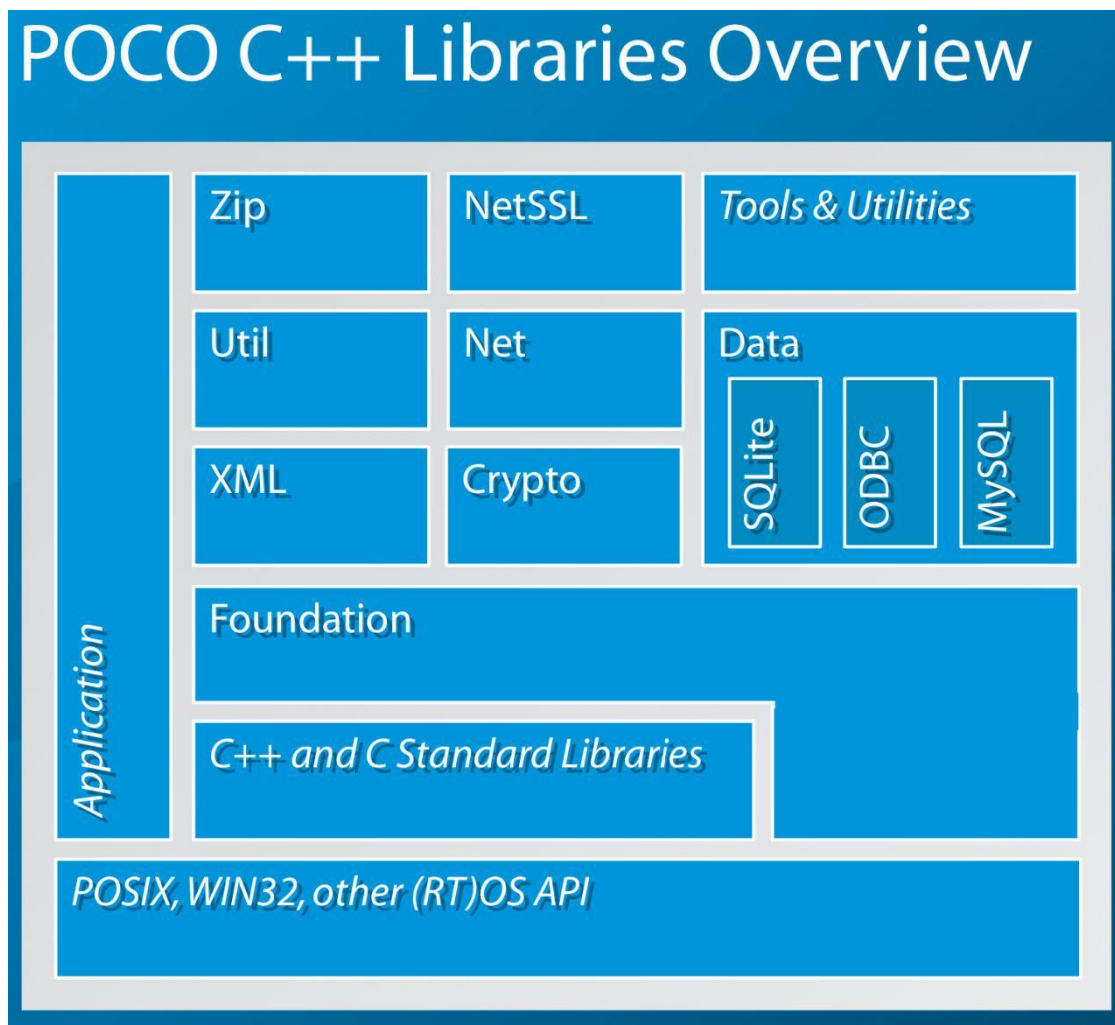 POCO C++ Libraries Overview
Zip
NetSSL
Tools & Utilities
Util
Net
Data
SQLite
ODBC
MySQL
XML
Crypto
Foundation
Application
C++ and C Standard Libraries
POSIX, WIN32, other (RT)OS API